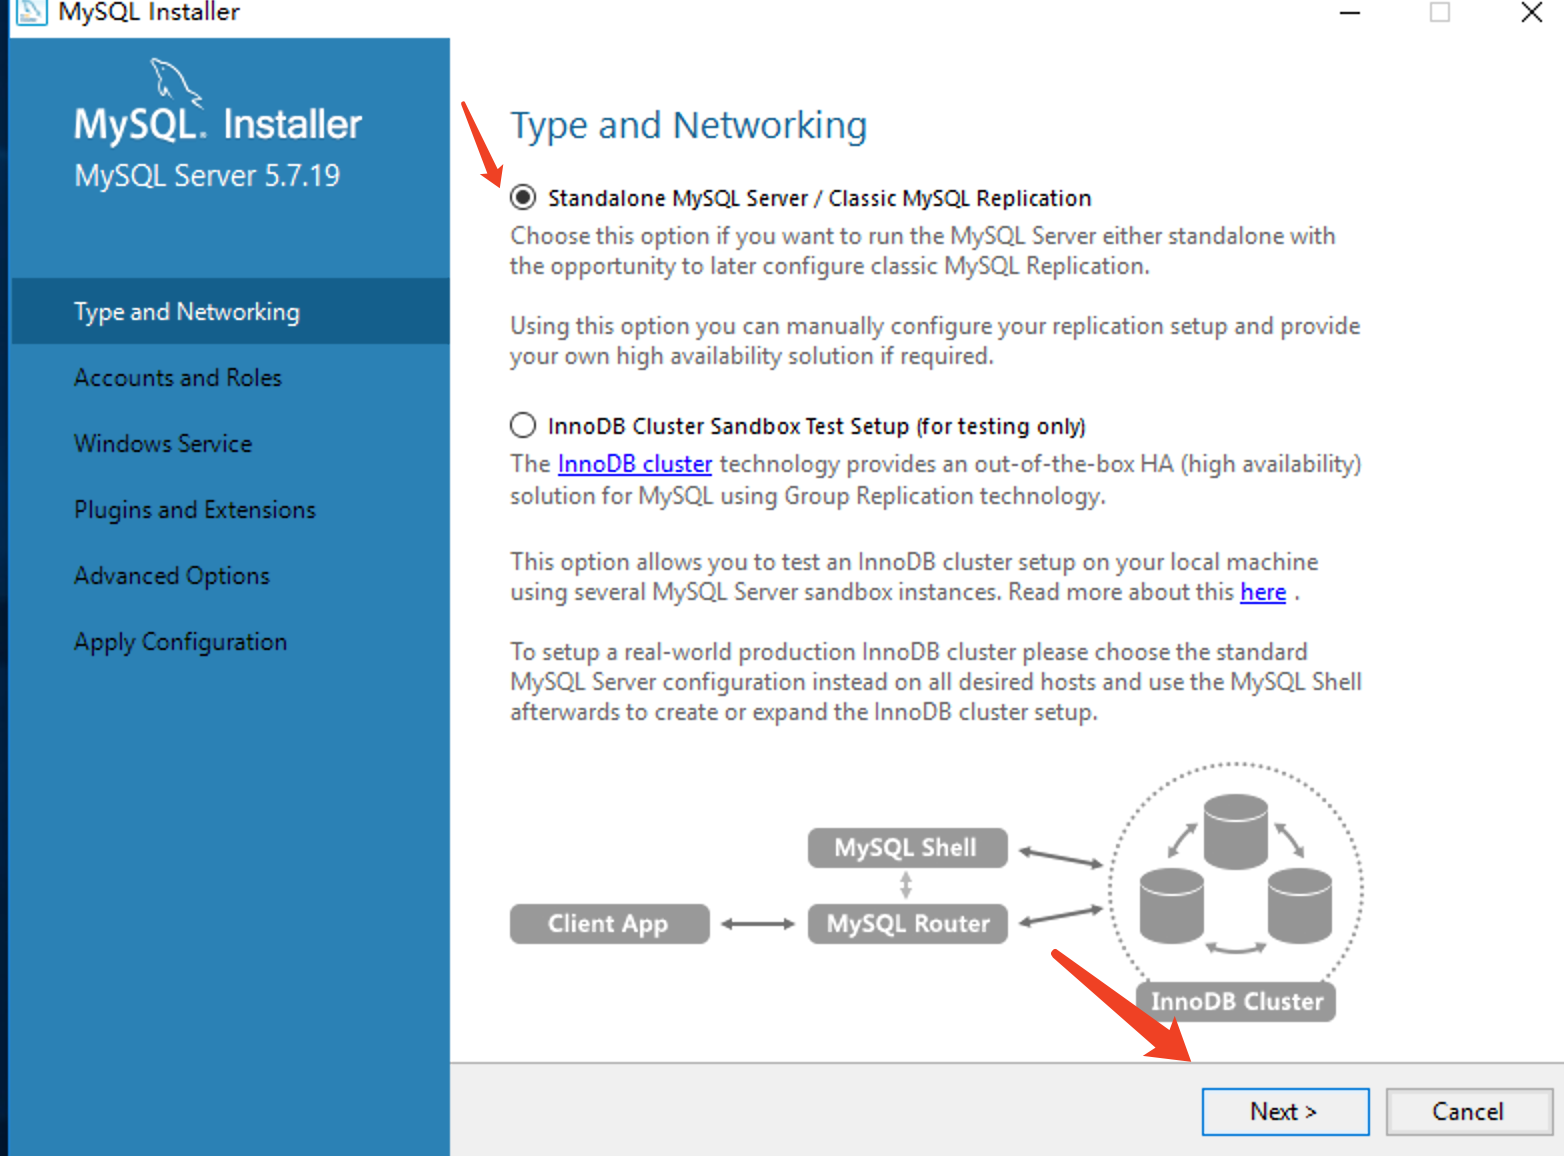 MySQL Installer
MySQL. Installer
MySQL Server 5.7.19
Type and Networking
Accounts and Roles
Windows Service
Plugins and Extensions
Advanced Options
Apply Configuration
Type and Networking
Standalone MySQL Server / Classic MySQL Replication
Choose this option if you want to run the MySQL Server either standalone with
the opportunity to later configure classic MySQL Replication.
Using this option you can manually configure your replication setup and provide
your own high availability solution if required.
InnoDB Cluster Sandbox Test Setup (for testing only)
The InnoDB cluster technology provides an out-of-the-box HA (high availability)
solution for MySQL using Group Replication technology.
This option allows you to test an InnoDB cluster setup on your local machine
using several MySQL Server sandbox instances. Read more about this here .
To setup a real-world production InnoDB cluster please choose the standard
MySQL Server configuration instead on all desired hosts and use the MySQL Shell
afterwards to create or expand the InnoDB cluster setup.
MySQL Shell
Client App
MySQL Router
InnoDB Cluster
Next >
Cancel